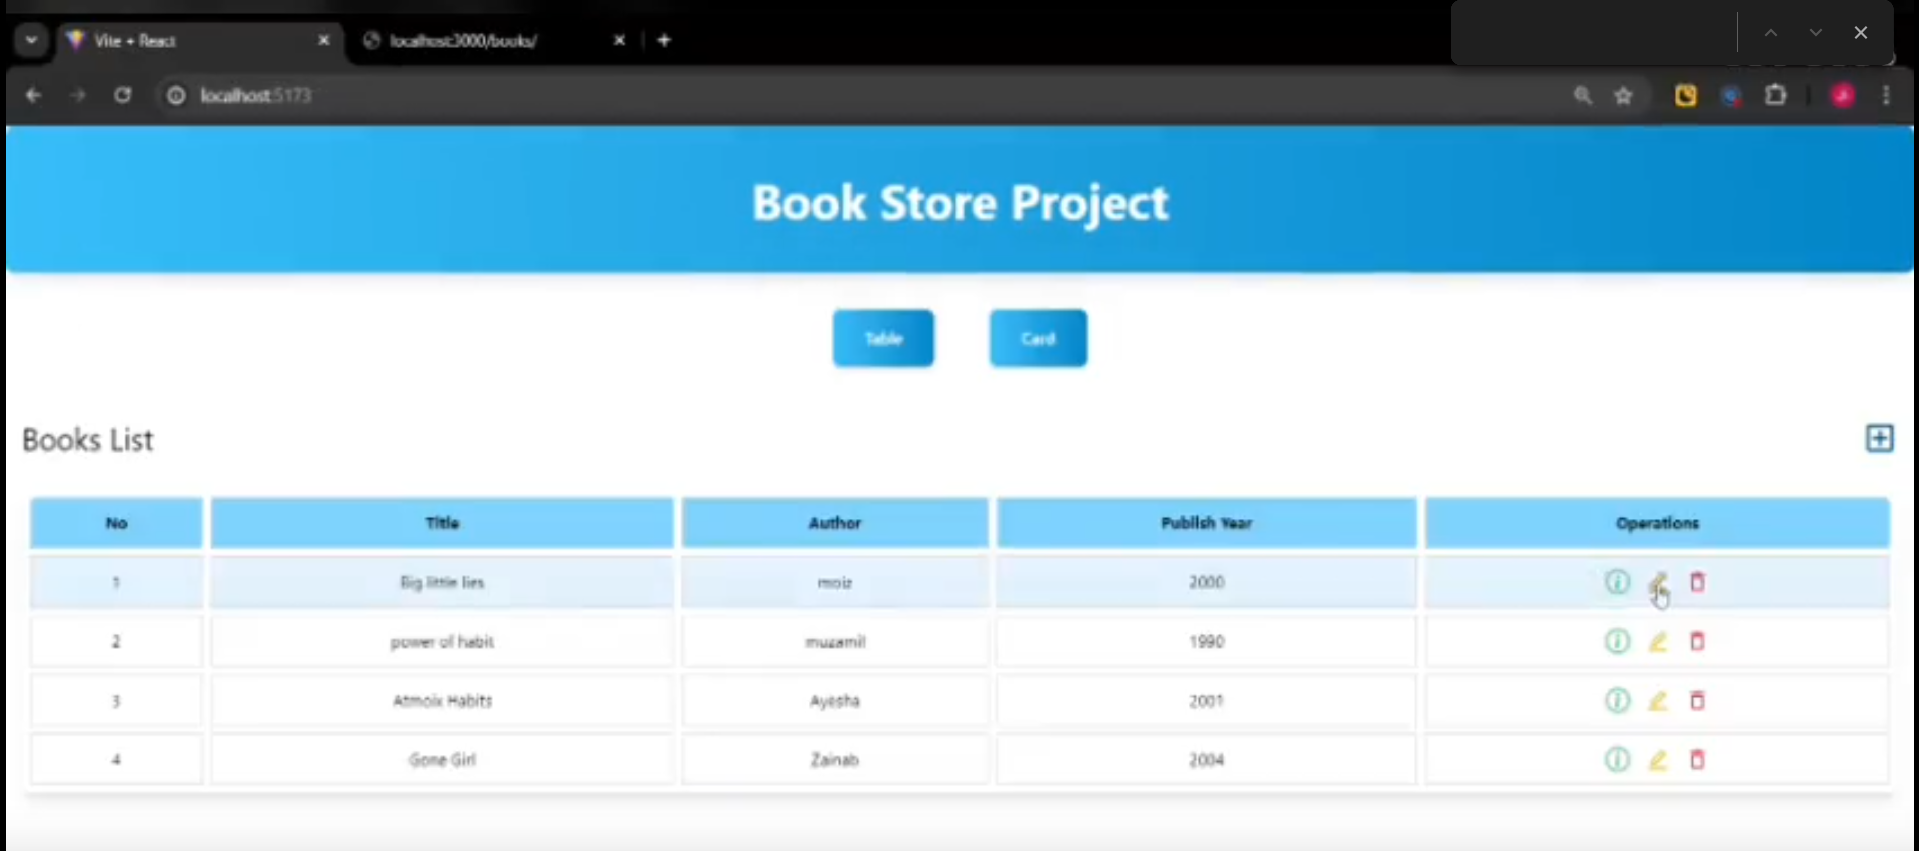 Vite + React
localhost:3000/books/
localhost:5173
Book Store Project
Table Card
Books List
No Title Author Publish Year Operations
1 Big little lies moiz 2000
2 power of habit muzamil 1990
3 Atmoix Habits Ayesha 2001
4 Gone Girl Zainab 2004